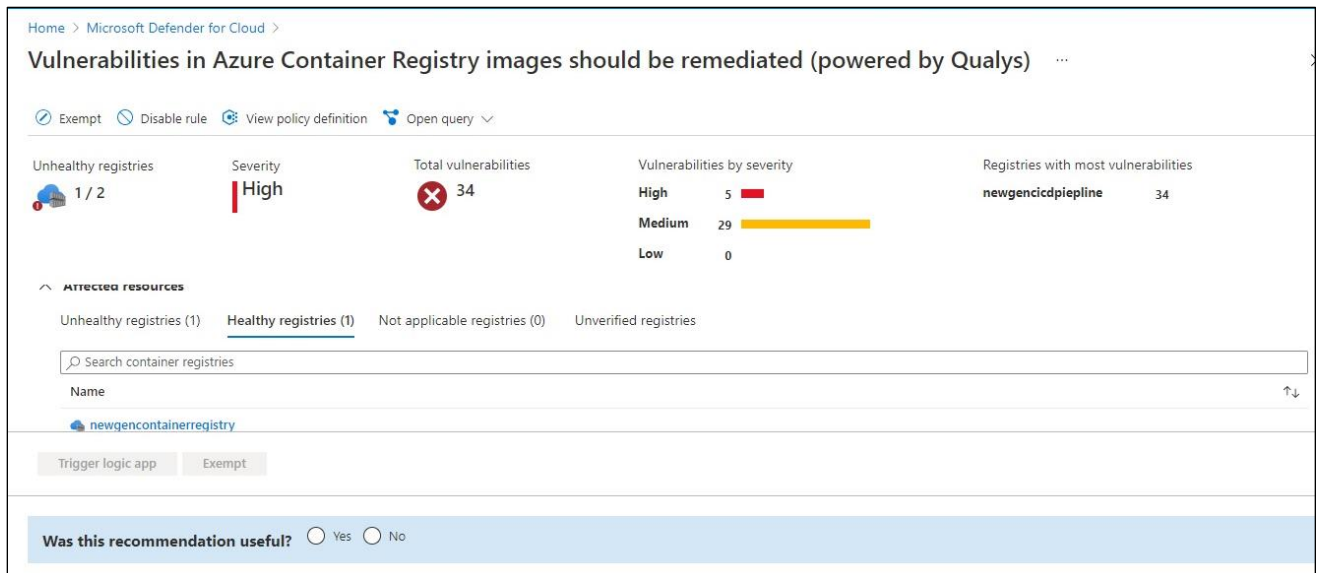 Home > Microsoft Defender for Cloud >
Vulnerabilities in Azure Container Registry images should be remediated (powered by Qualys) ...
Exempt Disable rule View policy definition Open query
Unhealthy registries Severity Total vulnerabilities Vulnerabilities by severity Registries with most vulnerabilities
1 / 2 High 34 High 5 newgencicdpiepline 34
Medium 29
Low 0
Affected resources
Unhealthy registries (1) Healthy registries (1) Not applicable registries (0) Unverified registries
Search container registries
Name
newgencontainerregistry
Trigger logic app Exempt
Was this recommendation useful? Yes No